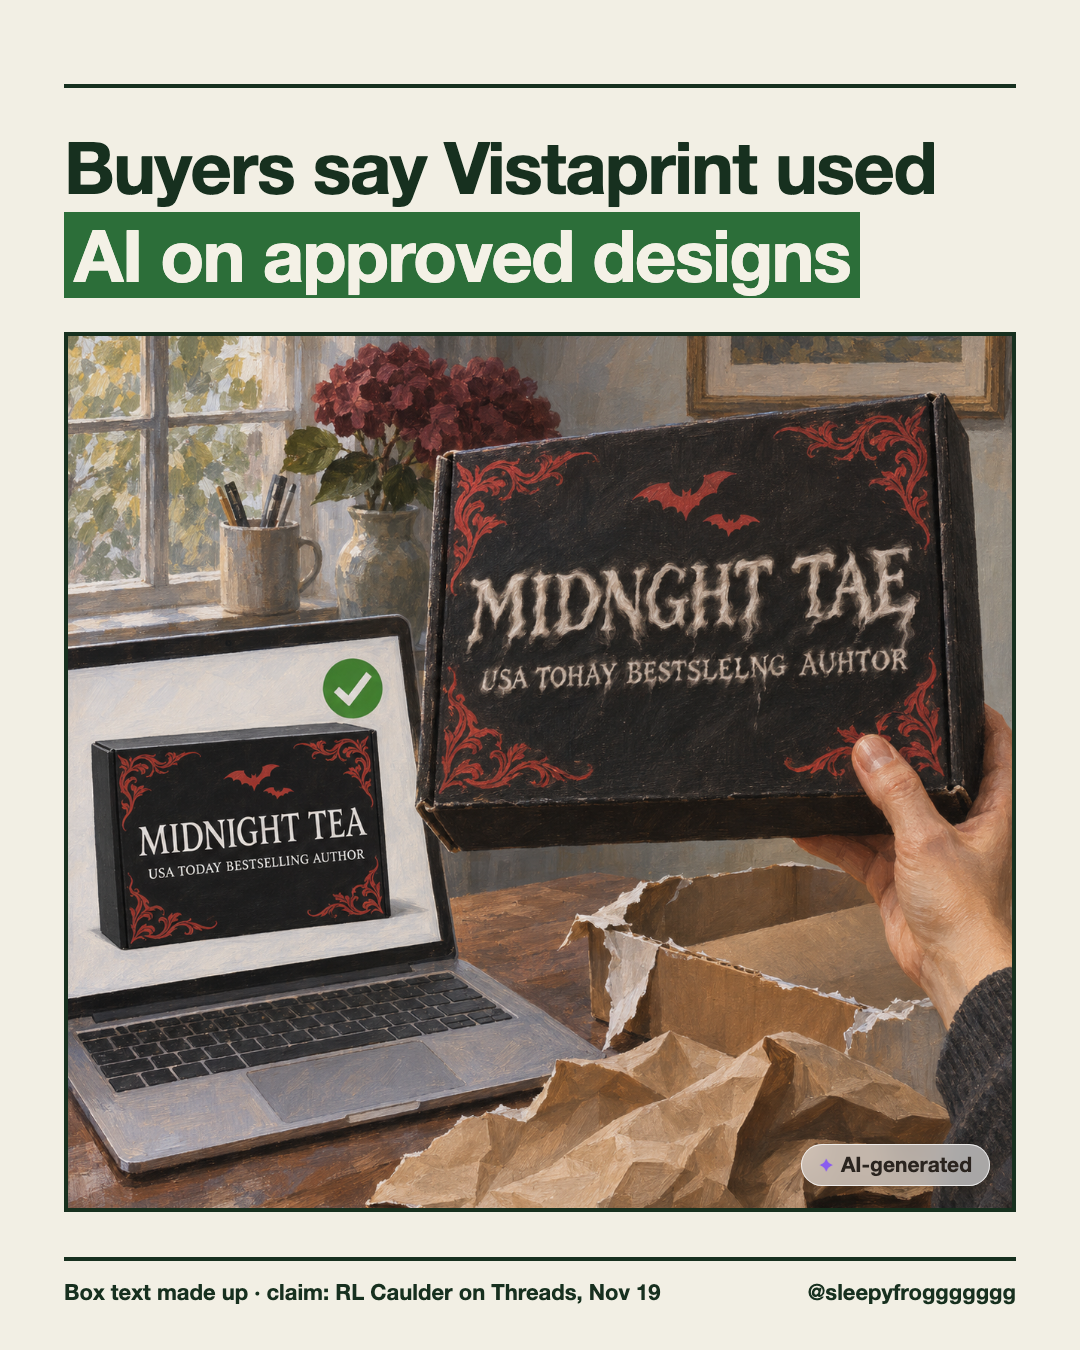 Buyers say Vistaprint used
AI on approved designs
MIDNGHT TAE
USA TOHAY BESTSLELNG AUHTOR
MIDNIGHT TEA
USA TODAY BESTSELLING AUTHOR
AI-generated
Box text made up · claim: RL Caulder on Threads, Nov 19
@sleepyfroggggggg